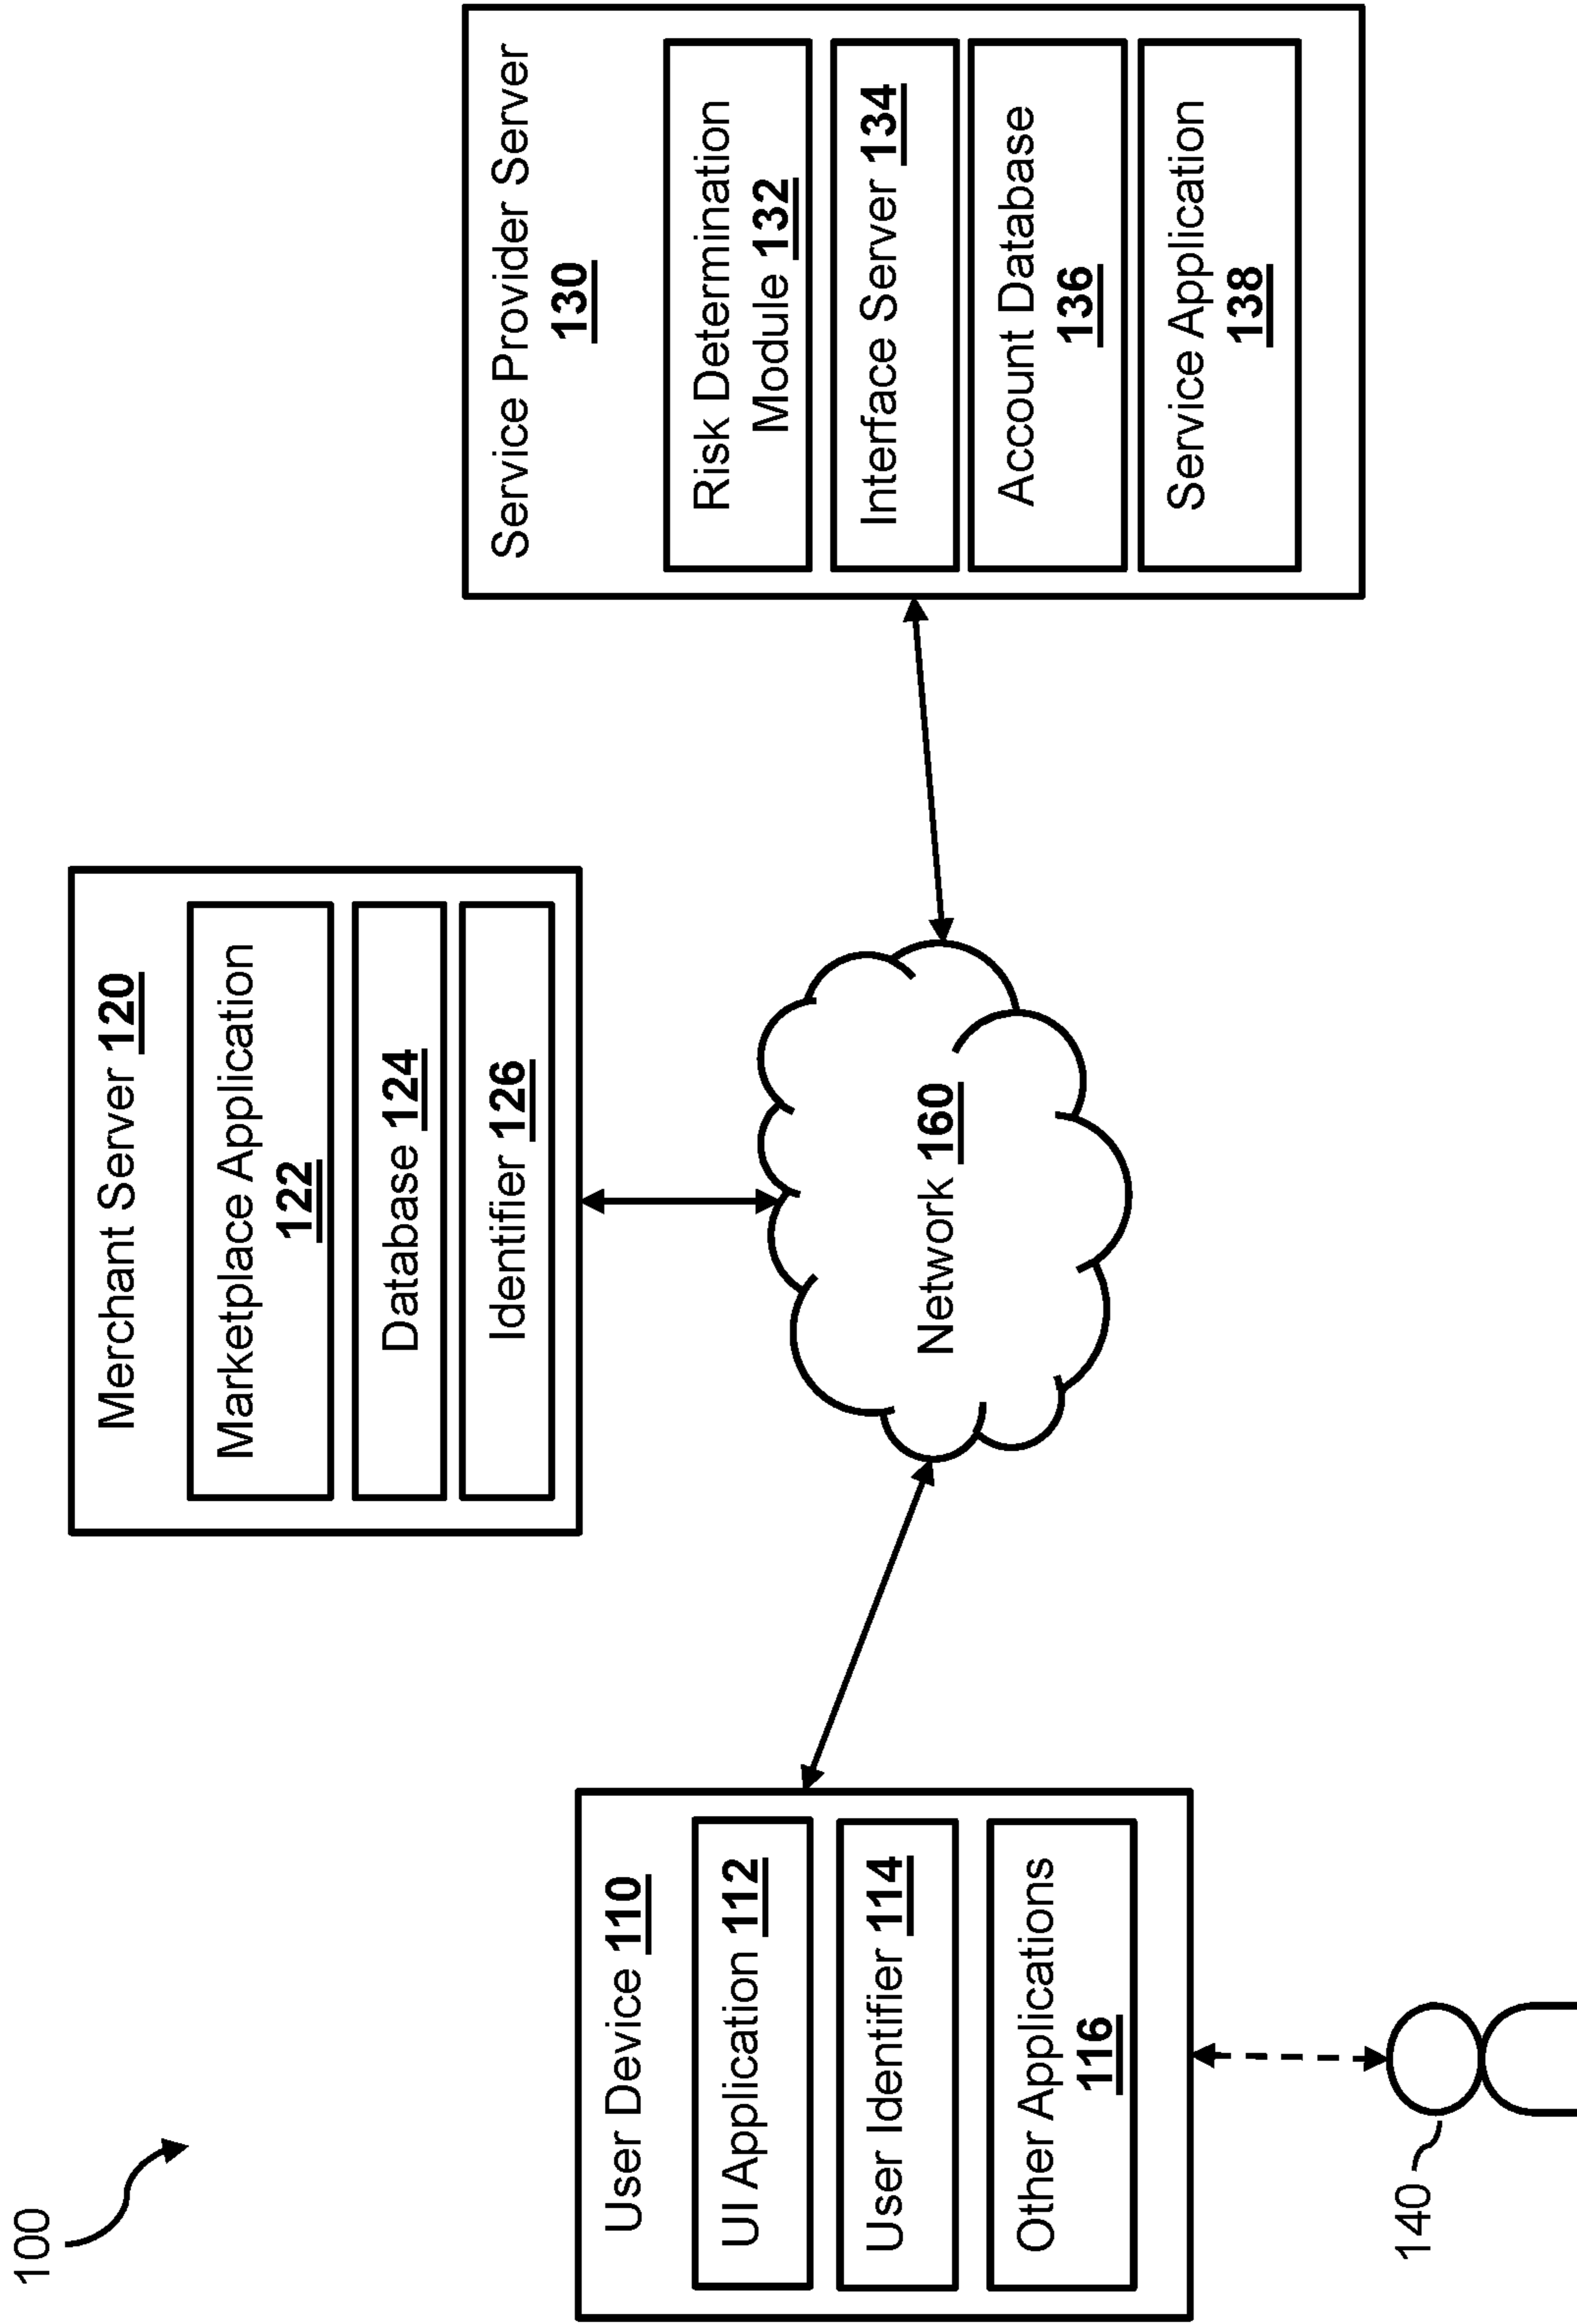 100
Merchant Server 120
Marketplace Application
122
Database 124
Identifier 126
User Device 110
UI Application 112
User Identifier 114
Other Applications
116
Network 160
Service Provider Server
130
Risk Determination
Module 132
Interface Server 134
Account Database
136
Service Application
138
140